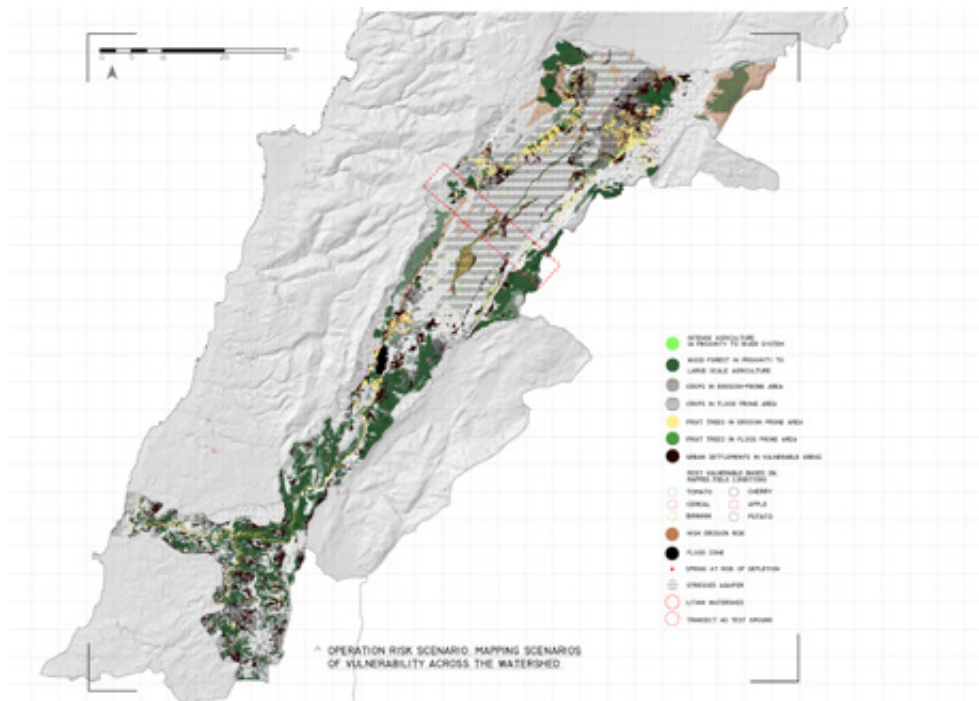 INTENSE AGRICULTURE
IN PROXIMITY TO RIVER SYSTEM
WOOD FOREST IN PROXIMITY TO
LARGE SCALE AGRICULTURE
CROPS IN EROSION-PRONE AREA
CROPS IN FLOOD PRONE AREA
FRUIT TREES IN EROSION PRONE AREA
FRUIT TREES IN FLOOD PRONE AREA
URBAN SETTLEMENTS IN VULNERABLE AREAS
MOST VULNERABLE BASED ON
MAPPED FIELD CONDITIONS
TOMATO
CHERRY
CEREAL
APPLE
BANANA
POTATO
HIGH EROSION RISK
FLOOD ZONE
SPRING AT RISK OF DEPLETION
STRESSED AQUIFER
LITANI WATERSHED
TRANSECT AS TEST GROUND
^ OPERATION RISK SCENARIO, MAPPING SCENARIOS
OF VULNERABILITY ACROSS THE WATERSHED